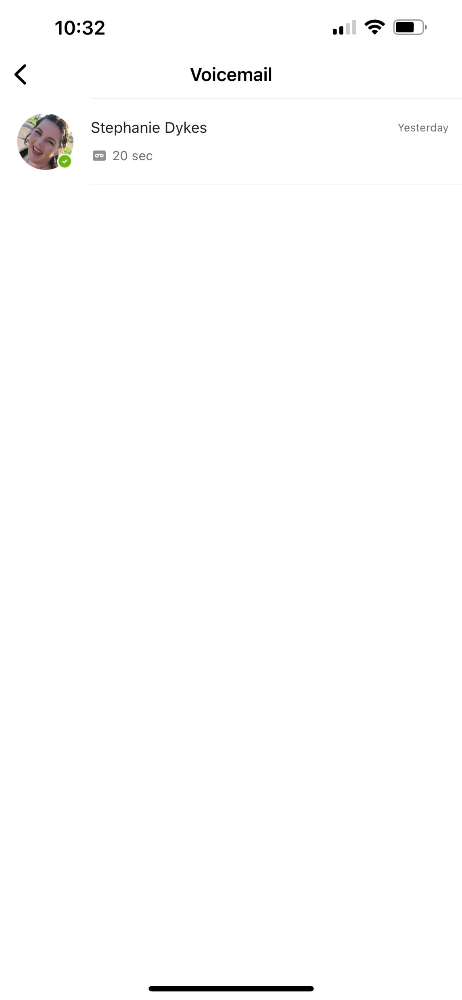 10:32
Voicemail
Stephanie Dykes
Yesterday
20 sec